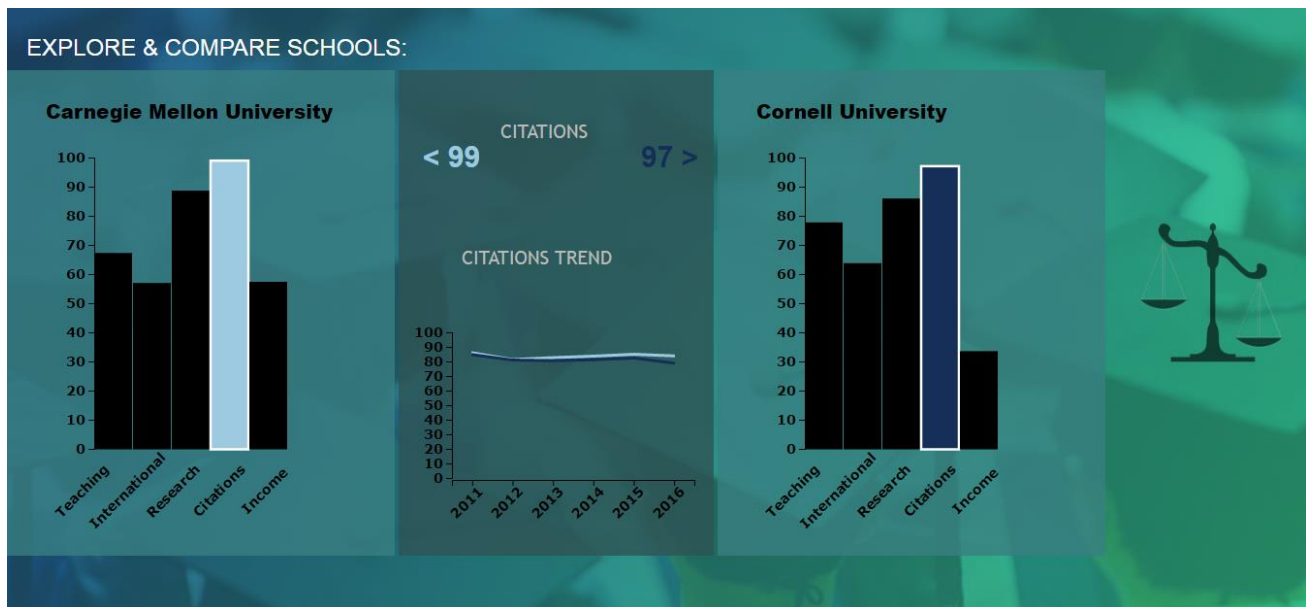 EXPLORE & COMPARE SCHOOLS:
Carnegie Mellon University
100
90
80
70
60
50
40
30
20
10
0
Teaching
International
Research
Citations
Income
CITATIONS
< 99
97 >
CITATIONS TREND
100
90
80
70
60
50
40
30
20
10
0
2011
2012
2013
2014
2015
2016
Cornell University
100
90
80
70
60
50
40
30
20
10
0
Teaching
International
Research
Citations
Income